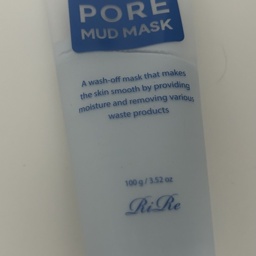 PORE
MUD MASK
A wash-off mask that makes
the skin smooth by providing
moisture and removing various
waste products
100 g / 3.52 oz
RiRe